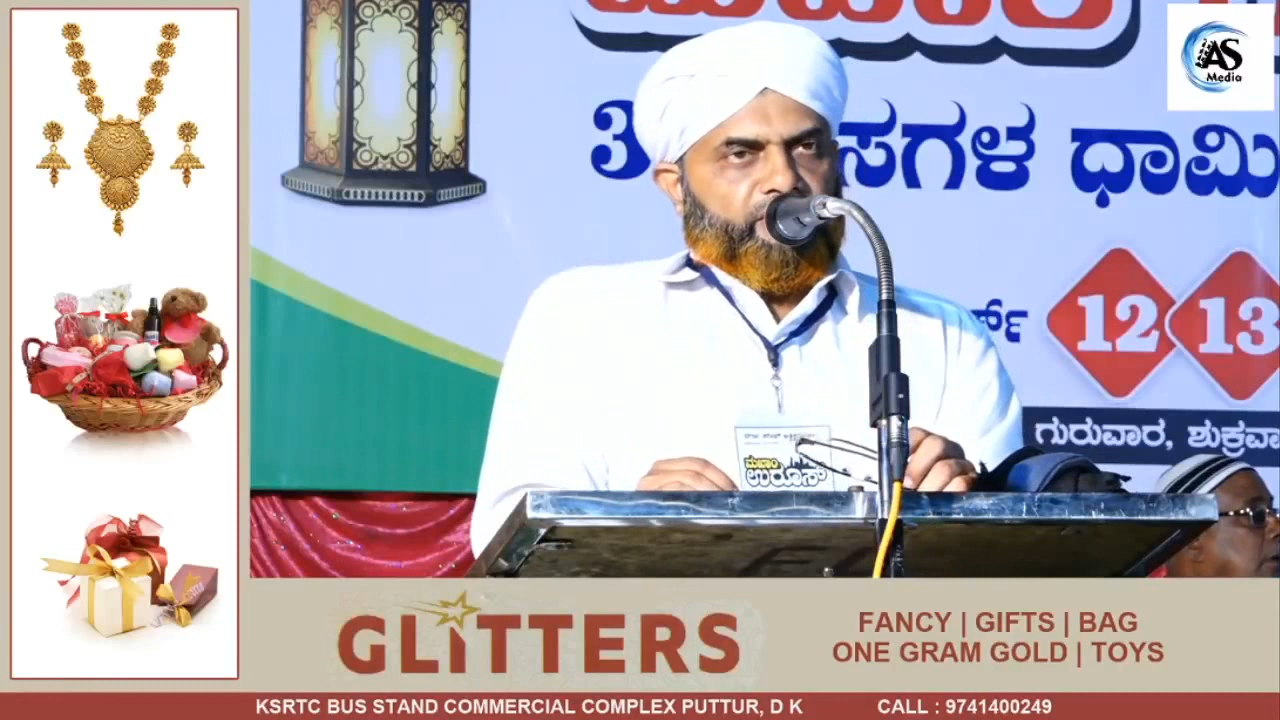 AS
Media
ಸಗಳ ಧಾಮಿ
12 13
ಗುರುವಾರ, ಶುಕ್ರವಾ
ಮಖಾಂ
ಉರೂಸ್
GLiTTERS
FANCY | GIFTS | BAG
ONE GRAM GOLD | TOYS
KSRTC BUS STAND COMMERCIAL COMPLEX PUTTUR, D K CALL : 9741400249